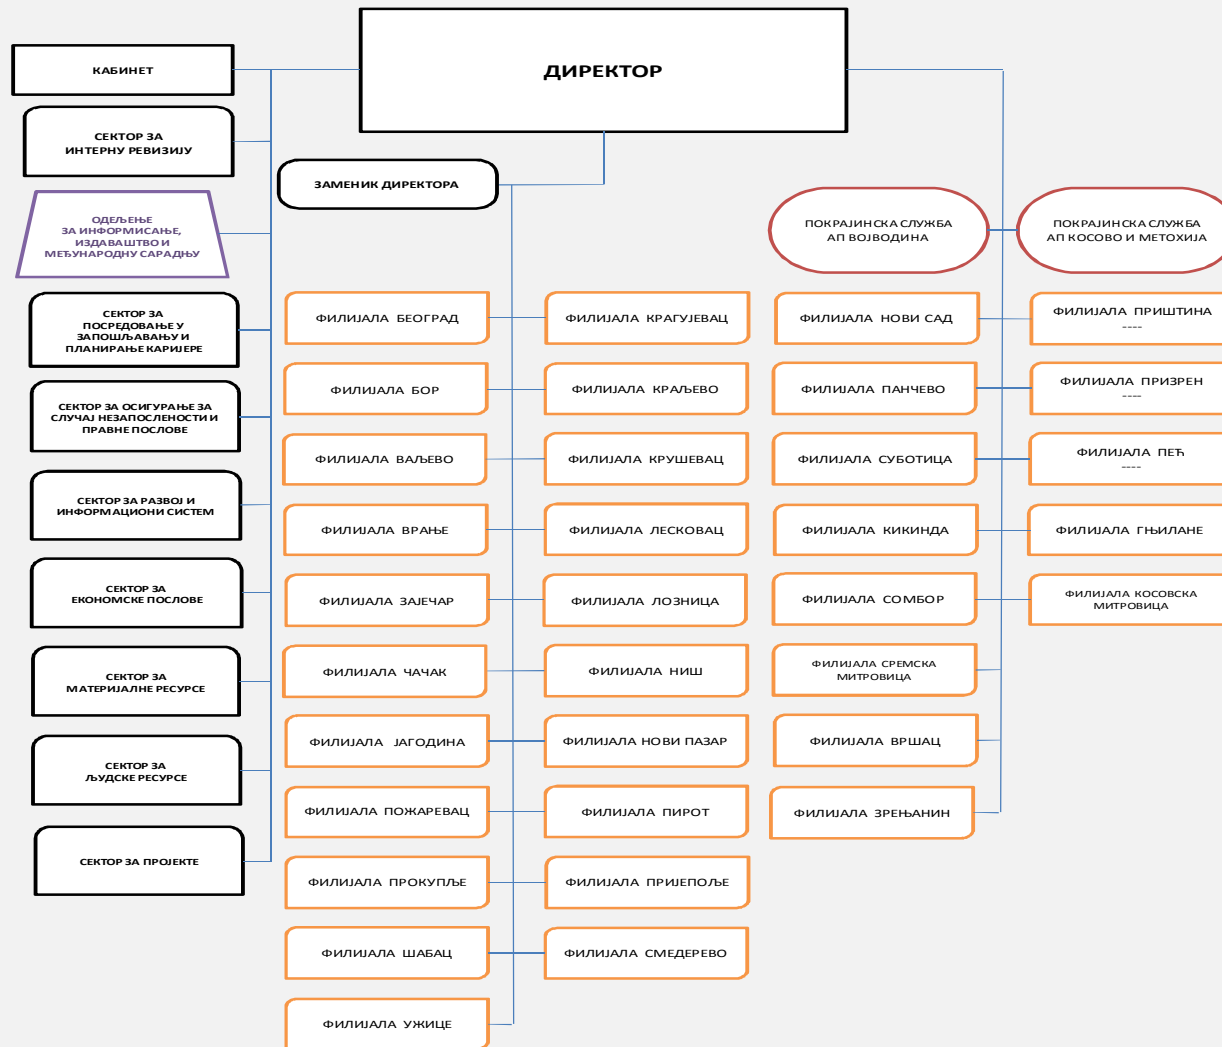 ДИРЕКТОР
КАБИНЕТ
СЕКТОР ЗА
ИНТЕРНУ РЕВИЗИЈУ
ОДЕЉЕЊЕ
ЗА ИНФОРМИСАЊЕ,
ИЗДАВАШТВО И
МЕЂУНАРОДНУ САРАДЊУ
СЕКТОР ЗА
ПОСРЕДОВАЊЕ У
ЗАПОШЉАВАЊУ И
ПЛАНИРАЊЕ КАРИЈЕРЕ
СЕКТОР ЗА ОСИГУРАЊЕ ЗА
СЛУЧАЈ НЕЗАПОСЛЕНОСТИ И
ПРАВНЕ ПОСЛОВЕ
СЕКТОР ЗА РАЗВОЈ И
ИНФОРМАЦИОНИ СИСТЕМ
СЕКТОР ЗА
ЕКОНОМСКЕ ПОСЛОВЕ
СЕКТОР ЗА
МАТЕРИЈАЛНЕ РЕСУРСЕ
СЕКТОР ЗА
ЉУДСКЕ РЕСУРСЕ
СЕКТОР ЗА ПРОЈЕКТЕ
ЗАМЕНИК ДИРЕКТОРА
ФИЛИЈАЛА БЕОГРАД
ФИЛИЈАЛА БОР
ФИЛИЈАЛА ВАЉЕВО
ФИЛИЈАЛА ВРАЊЕ
ФИЛИЈАЛА ЗАЈЕЧАР
ФИЛИЈАЛА ЧАЧАК
ФИЛИЈАЛА ЈАГОДИНА
ФИЛИЈАЛА ПОЖАРЕВАЦ
ФИЛИЈАЛА ПРОКУПЉЕ
ФИЛИЈАЛА ШАБАЦ
ФИЛИЈАЛА УЖИЦЕ
ФИЛИЈАЛА КРАГУЈЕВАЦ
ФИЛИЈАЛА КРАЉЕВО
ФИЛИЈАЛА КРУШЕВАЦ
ФИЛИЈАЛА ЛЕСКОВАЦ
ФИЛИЈАЛА ЛОЗНИЦА
ФИЛИЈАЛА НИШ
ФИЛИЈАЛА НОВИ ПАЗАР
ФИЛИЈАЛА ПИРОТ
ФИЛИЈАЛА ПРИЈЕПОЉЕ
ФИЛИЈАЛА СМЕДЕРЕВО
ПОКРАЈИНСКА СЛУЖБА
АП ВОЈВОДИНА
ФИЛИЈАЛА НОВИ САД
ФИЛИЈАЛА ПАНЧЕВО
ФИЛИЈАЛА СУБОТИЦА
ФИЛИЈАЛА КИКИНДА
ФИЛИЈАЛА СОМБОР
ФИЛИЈАЛА СРЕМСКА
МИТРОВИЦА
ФИЛИЈАЛА ВРШАЦ
ФИЛИЈАЛА ЗРЕЊАНИН
ПОКРАЈИНСКА СЛУЖБА
АП КОСОВО И МЕТОХИЈА
ФИЛИЈАЛА ПРИШТИНА
----
ФИЛИЈАЛА ПРИЗРЕН
----
ФИЛИЈАЛА ПЕЋ
----
ФИЛИЈАЛА ГЊИЛАНЕ
ФИЛИЈАЛА КОСОВСКА
МИТРОВИЦА